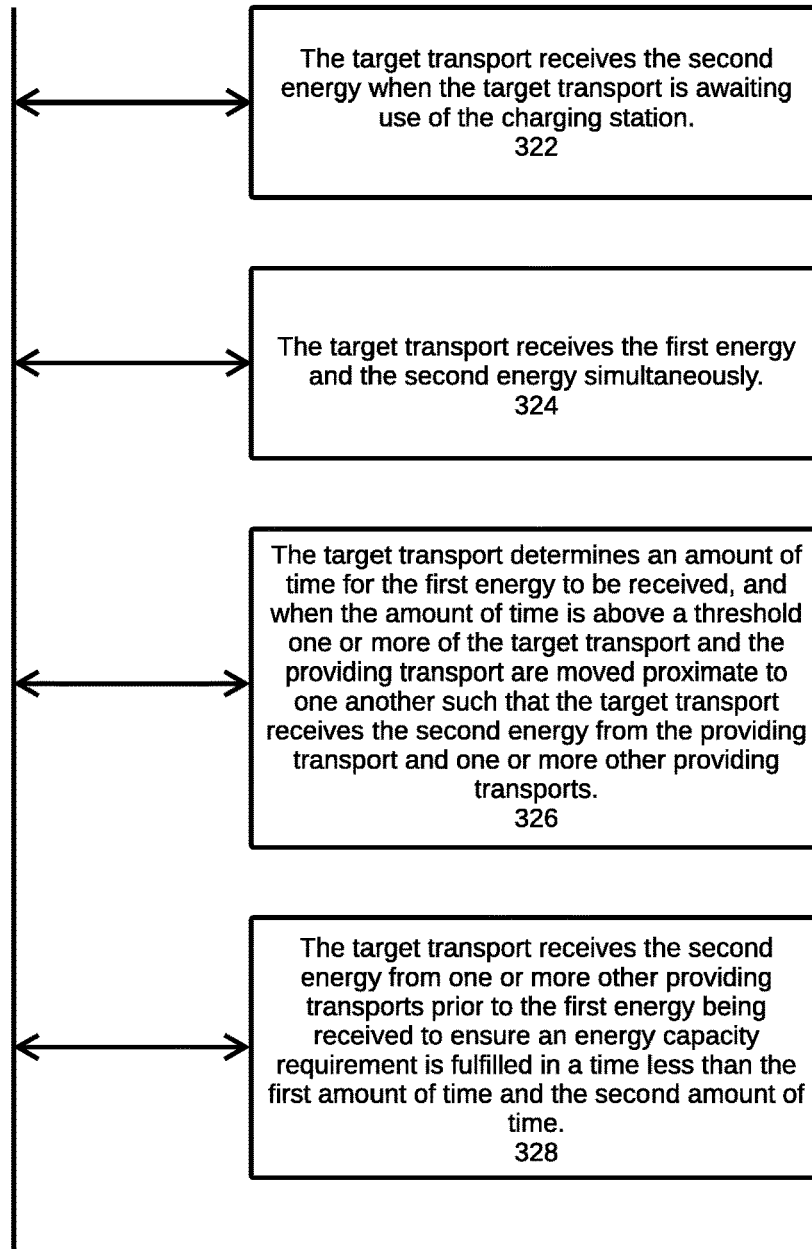 The target transport receives the second
energy when the target transport is awaiting
use of the charging station.
322
The target transport receives the first energy
and the second energy simultaneously.
324
The target transport determines an amount of
time for the first energy to be received, and
when the amount of time is above a threshold
one or more of the target transport and the
providing transport are moved proximate to
one another such that the target transport
receives the second energy from the providing
transport and one or more other providing
transports.
326
The target transport receives the second
energy from one or more other providing
transports prior to the first energy being
received to ensure an energy capacity
requirement is fulfilled in a time less than the
first amount of time and the second amount of
time.
328